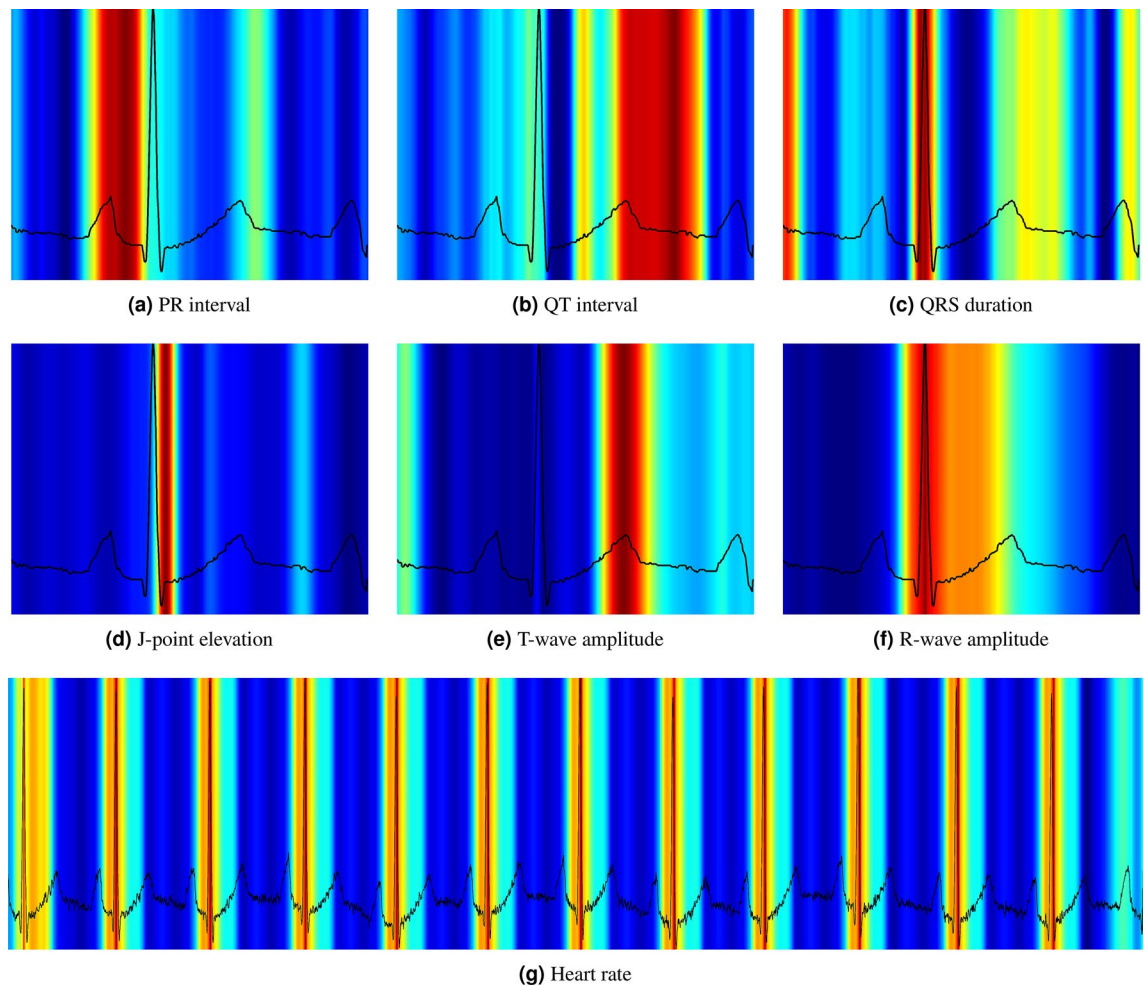 (a) PR interval
(b) QT interval
(c) QRS duration
(d) J-point elevation
(e) T-wave amplitude
(f) R-wave amplitude
(g) Heart rate